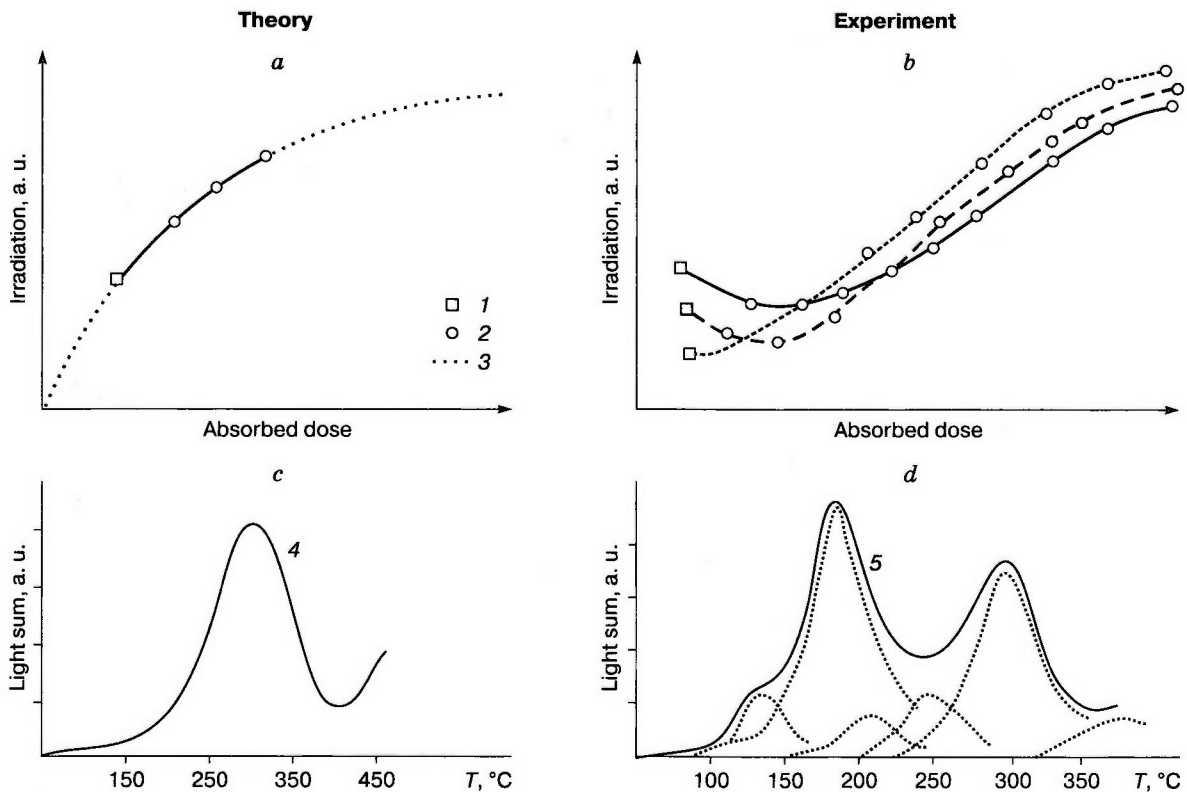 Theory
Experiment
a
Irradiation, a. u.
1
2
3
Absorbed dose
b
Irradiation, a. u.
Absorbed dose
c
Light sum, a. u.
4
150 250 350 450 T, °C
d
Light sum, a. u.
5
100 150 200 250 300 350 T, °C